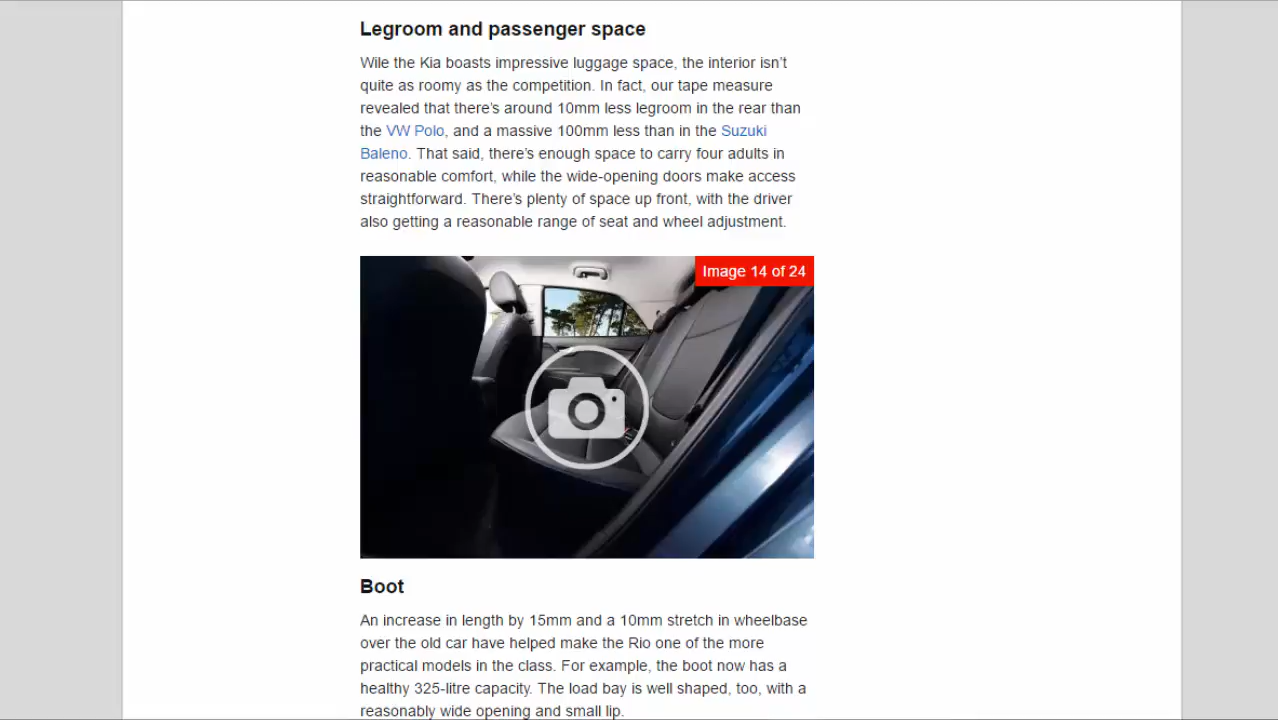 Legroom and passenger space
Wile the Kia boasts impressive luggage space, the interior isn’t
quite as roomy as the competition. In fact, our tape measure
revealed that there’s around 10mm less legroom in the rear than
the VW Polo, and a massive 100mm less than in the Suzuki
Baleno. That said, there’s enough space to carry four adults in
reasonable comfort, while the wide-opening doors make access
straightforward. There’s plenty of space up front, with the driver
also getting a reasonable range of seat and wheel adjustment.
Image 14 of 24
Boot
An increase in length by 15mm and a 10mm stretch in wheelbase
over the old car have helped make the Rio one of the more
practical models in the class. For example, the boot now has a
healthy 325-litre capacity. The load bay is well shaped, too, with a
reasonably wide opening and small lip.